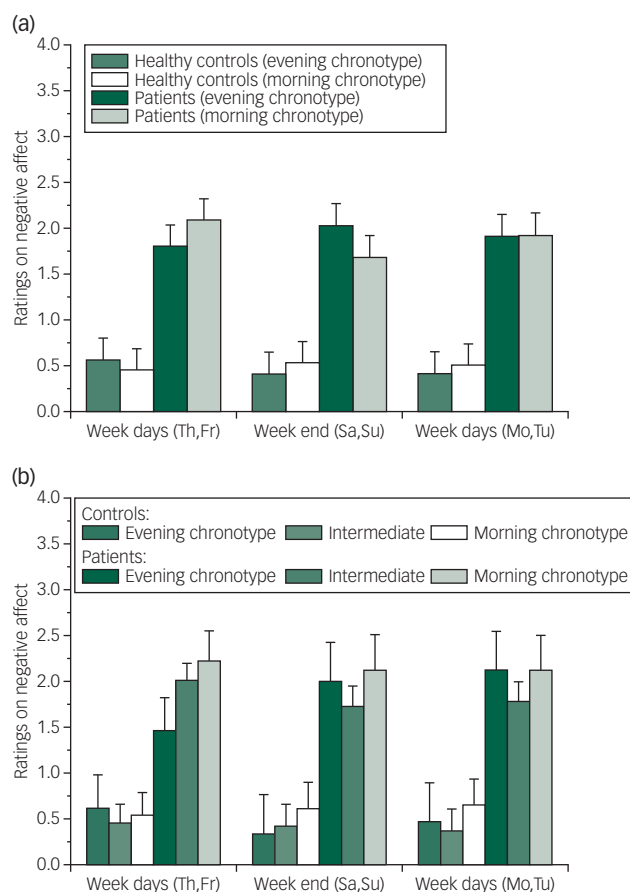 (a)
4.0
3.5
3.0
2.5
2.0
1.5
1.0
0.5
0.0
Ratings on negative affect
Healthy controls (evening chronotype)
Healthy controls (morning chronotype)
Patients (evening chronotype)
Patients (morning chronotype)
Week days (Th,Fr) Week end (Sa,Su) Week days (Mo,Tu)
(b)
4.0
3.5
3.0
2.5
2.0
1.5
1.0
0.5
0.0
Ratings on negative affect
Controls:
Evening chronotype Intermediate Morning chronotype
Patients:
Evening chronotype Intermediate Morning chronotype
Week days (Th,Fr) Week end (Sa,Su) Week days (Mo,Tu)